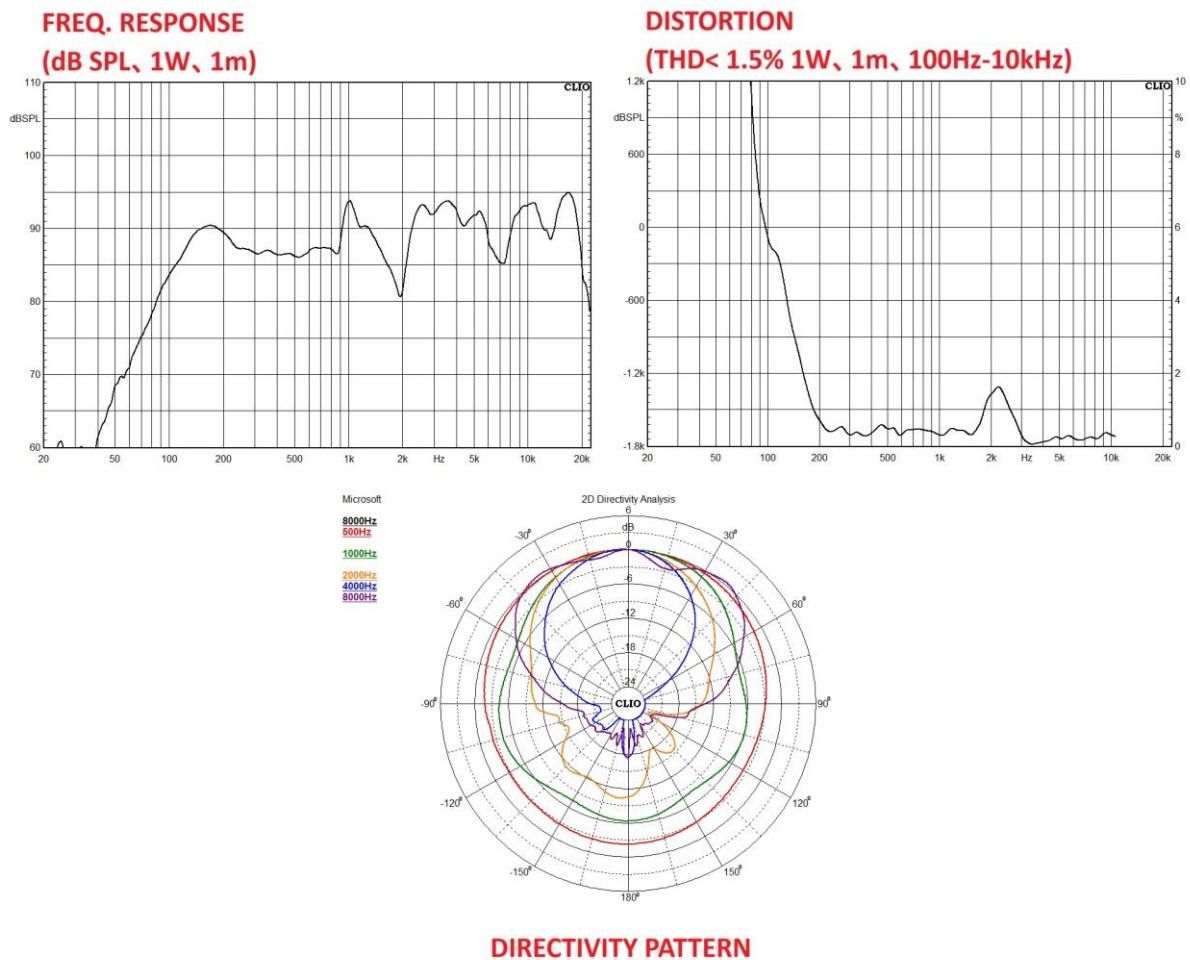 FREQ. RESPONSE
(dB SPL、1W、1m)
110
CLIO
dBSPL
100
90
80
70
60
20 50 100 200 500 1k 2k Hz 5k 10k 20k
DISTORTION
(THD< 1.5% 1W、1m、100Hz-10kHz)
1.2k 10
CLIO
dBSPL %
600 8
0 6
-600 4
-1.2k 2
-1.8k 0
20 50 100 200 500 1k 2k Hz 5k 10k 20k
Microsoft
2D Directivity Analysis
8000Hz
500Hz
1000Hz
2000Hz
4000Hz
8000Hz
6
dB
0
-6
-12
-18
-24
CLIO
-30°
30°
-60°
60°
-90°
90°
-120°
120°
-150°
150°
180°
DIRECTIVITY PATTERN